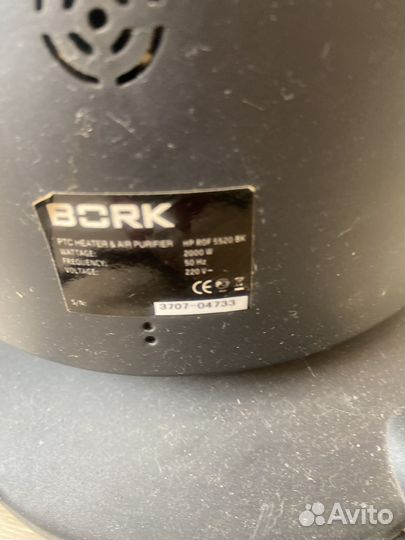 BORK
PTC HEATER & AIR PURIFIER HP ROF 5520 BK
WATTAGE: 2000 W
FREQUENCY: 50 Hz
VOLTAGE: 220 V~
CE
S/N: 3707-04733
Avito